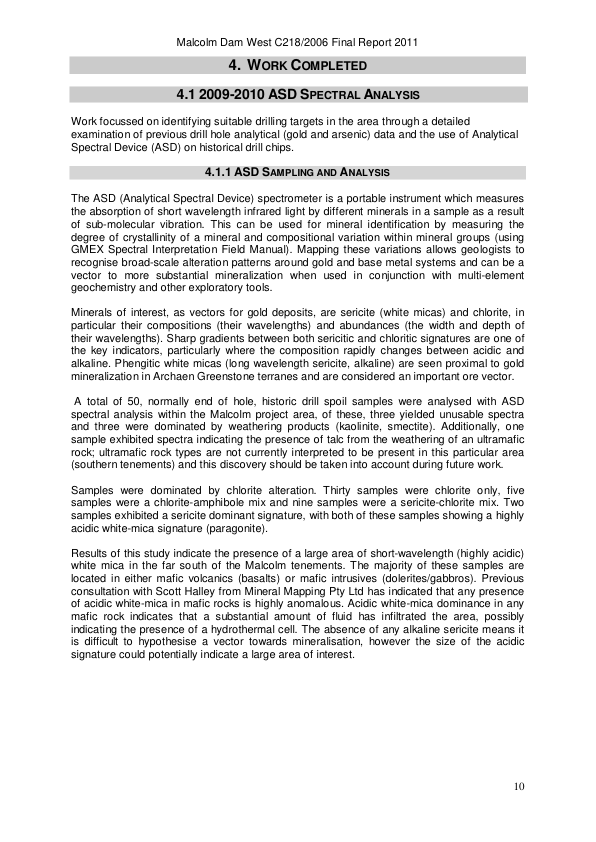 Malcolm Dam West C218/2006 Final Report 2011
4. WORK COMPLETED
4.1 2009-2010 ASD SPECTRAL ANALYSIS
Work focussed on identifying suitable drilling targets in the area through a detailed
examination of previous drill hole analytical (gold and arsenic) data and the use of Analytical
Spectral Device (ASD) on historical drill chips.
4.1.1 ASD SAMPLING AND ANALYSIS
The ASD (Analytical Spectral Device) spectrometer is a portable instrument which measures
the absorption of short wavelength infrared light by different minerals in a sample as a result
of sub-molecular vibration. This can be used for mineral identification by measuring the
degree of crystallinity of a mineral and compositional variation within mineral groups (using
GMEX Spectral Interpretation Field Manual). Mapping these variations allows geologists to
recognise broad-scale alteration patterns around gold and base metal systems and can be a
vector to more substantial mineralization when used in conjunction with multi-element
geochemistry and other exploratory tools.
Minerals of interest, as vectors for gold deposits, are sericite (white micas) and chlorite, in
particular their compositions (their wavelengths) and abundances (the width and depth of
their wavelengths). Sharp gradients between both sericitic and chloritic signatures are one of
the key indicators, particularly where the composition rapidly changes between acidic and
alkaline. Phengitic white micas (long wavelength sericite, alkaline) are seen proximal to gold
mineralization in Archaen Greenstone terranes and are considered an important ore vector.
A total of 50, normally end of hole, historic drill spoil samples were analysed with ASD
spectral analysis within the Malcolm project area, of these, three yielded unusable spectra
and three were dominated by weathering products (kaolinite, smectite). Additionally, one
sample exhibited spectra indicating the presence of talc from the weathering of an ultramafic
rock; ultramafic rock types are not currently interpreted to be present in this particular area
(southern tenements) and this discovery should be taken into account during future work.
Samples were dominated by chlorite alteration. Thirty samples were chlorite only, five
samples were a chlorite-amphibole mix and nine samples were a sericite-chlorite mix. Two
samples exhibited a sericite dominant signature, with both of these samples showing a highly
acidic white-mica signature (paragonite).
Results of this study indicate the presence of a large area of short-wavelength (highly acidic)
white mica in the far south of the Malcolm tenements. The majority of these samples are
located in either mafic volcanics (basalts) or mafic intrusives (dolerites/gabbros). Previous
consultation with Scott Halley from Mineral Mapping Pty Ltd has indicated that any presence
of acidic white-mica in mafic rocks is highly anomalous. Acidic white-mica dominance in any
mafic rock indicates that a substantial amount of fluid has infiltrated the area, possibly
indicating the presence of a hydrothermal cell. The absence of any alkaline sericite means it
is difficult to hypothesise a vector towards mineralisation, however the size of the acidic
signature could potentially indicate a large area of interest.
10